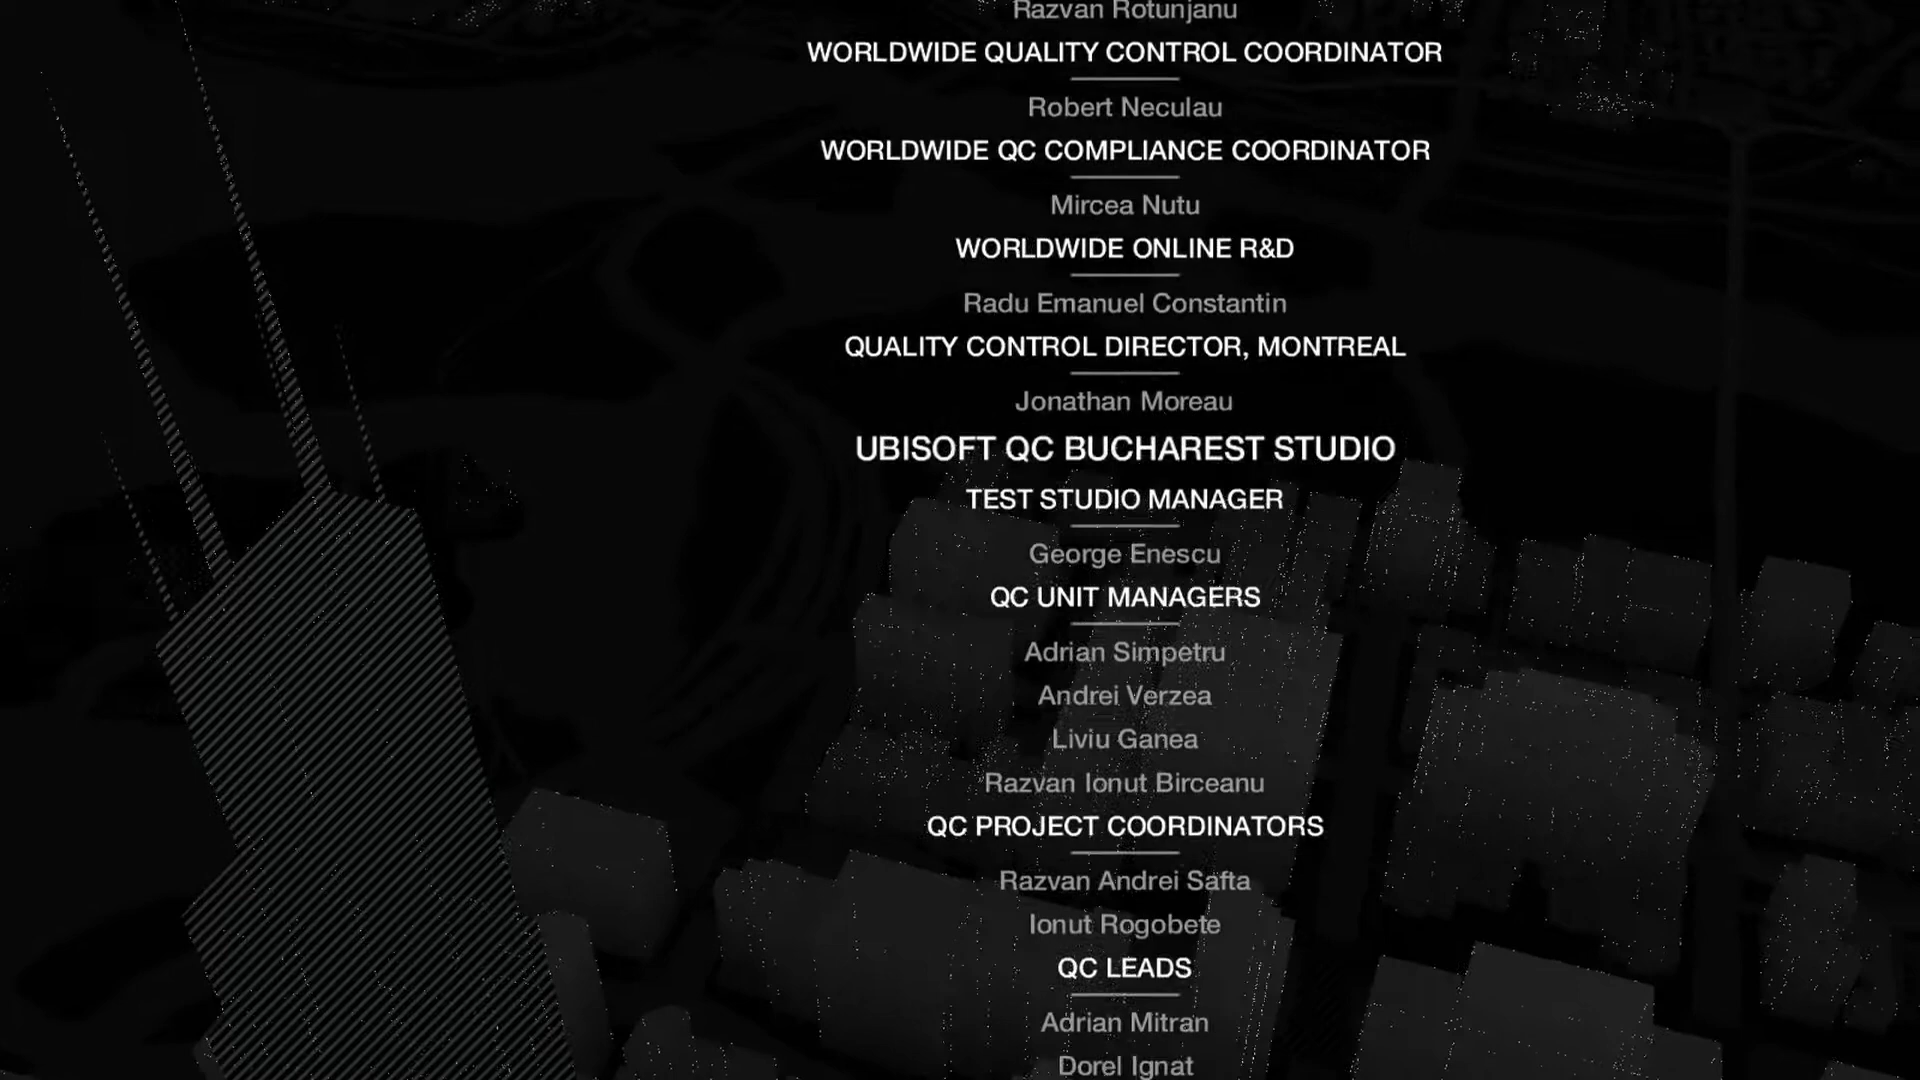 Razvan Rotunjanu
WORLDWIDE QUALITY CONTROL COORDINATOR
Robert Neculau
WORLDWIDE QC COMPLIANCE COORDINATOR
Mircea Nutu
WORLDWIDE ONLINE R&D
Radu Emanuel Constantin
QUALITY CONTROL DIRECTOR, MONTREAL
Jonathan Moreau
UBISOFT QC BUCHAREST STUDIO
TEST STUDIO MANAGER
George Enescu
QC UNIT MANAGERS
Adrian Simpetru
Andrei Verzea
Liviu Ganea
Razvan Ionut Birceanu
QC PROJECT COORDINATORS
Razvan Andrei Safta
Ionut Rogobete
QC LEADS
Adrian Mitran
Dorel Ignat